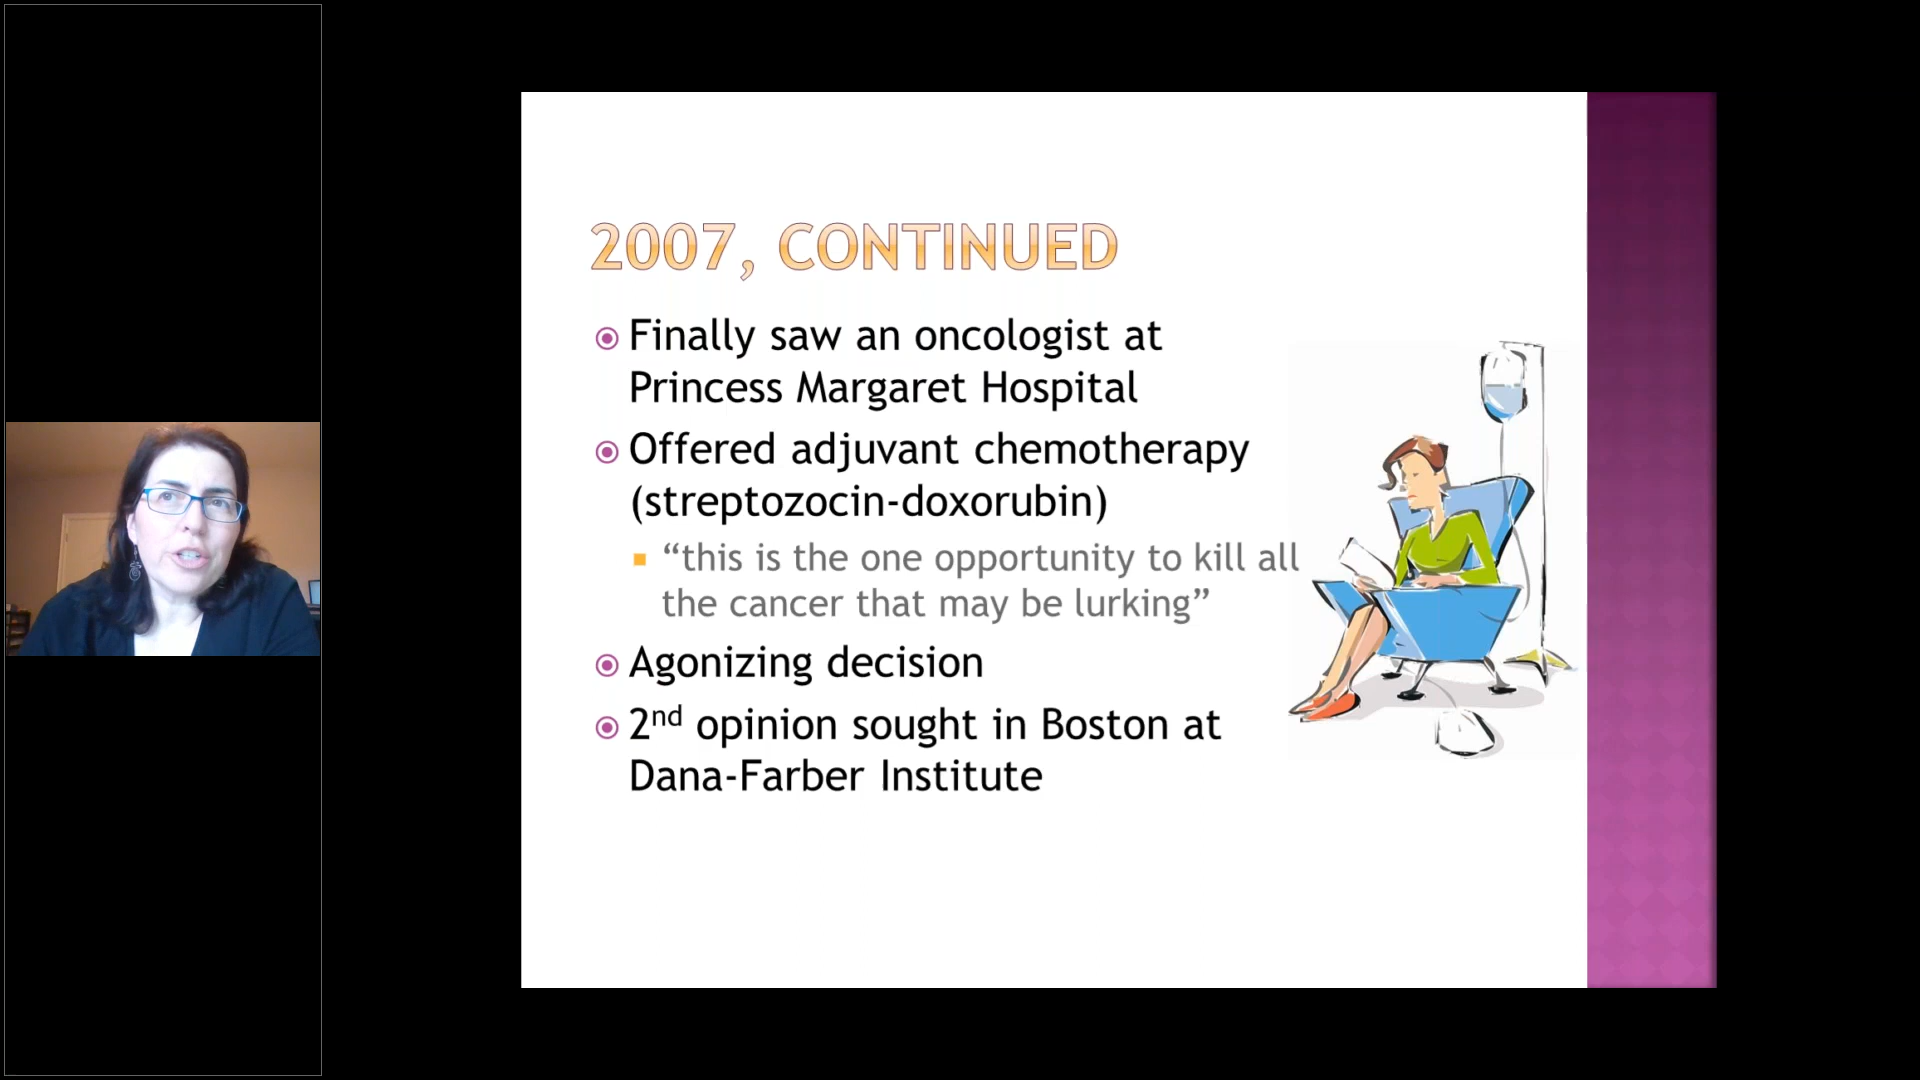 2007, CONTINUED
Finally saw an oncologist at
Princess Margaret Hospital
Offered adjuvant chemotherapy
(streptozocin-doxorubin)
“this is the one opportunity to kill all
the cancer that may be lurking”
Agonizing decision
2nd opinion sought in Boston at
Dana-Farber Institute